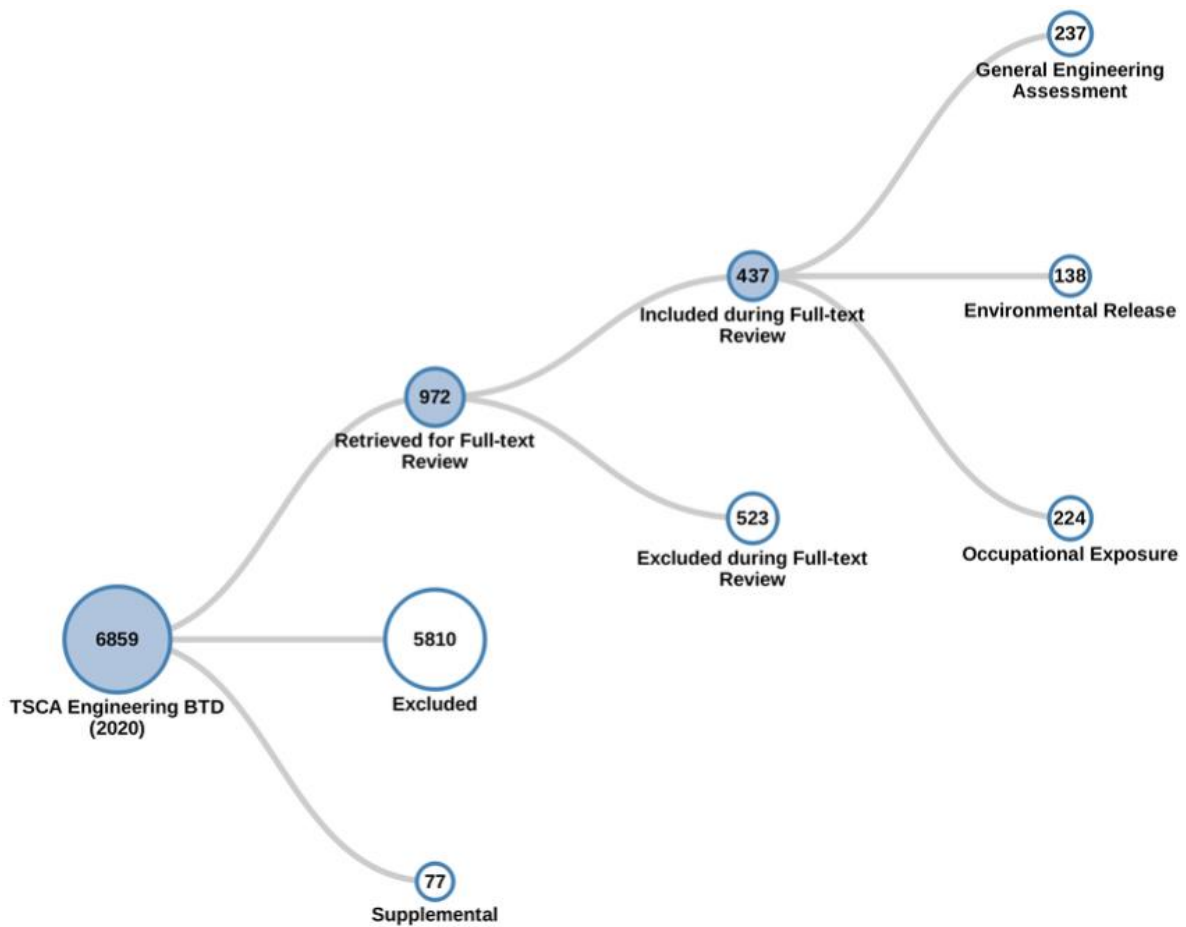 237
General Engineering
Assessment
437
Included during Full-text
Review
138
Environmental Release
972
Retrieved for Full-text
Review
523
Excluded during Full-text
Review
224
Occupational Exposure
6859
TSCA Engineering BTD
(2020)
5810
Excluded
77
Supplemental